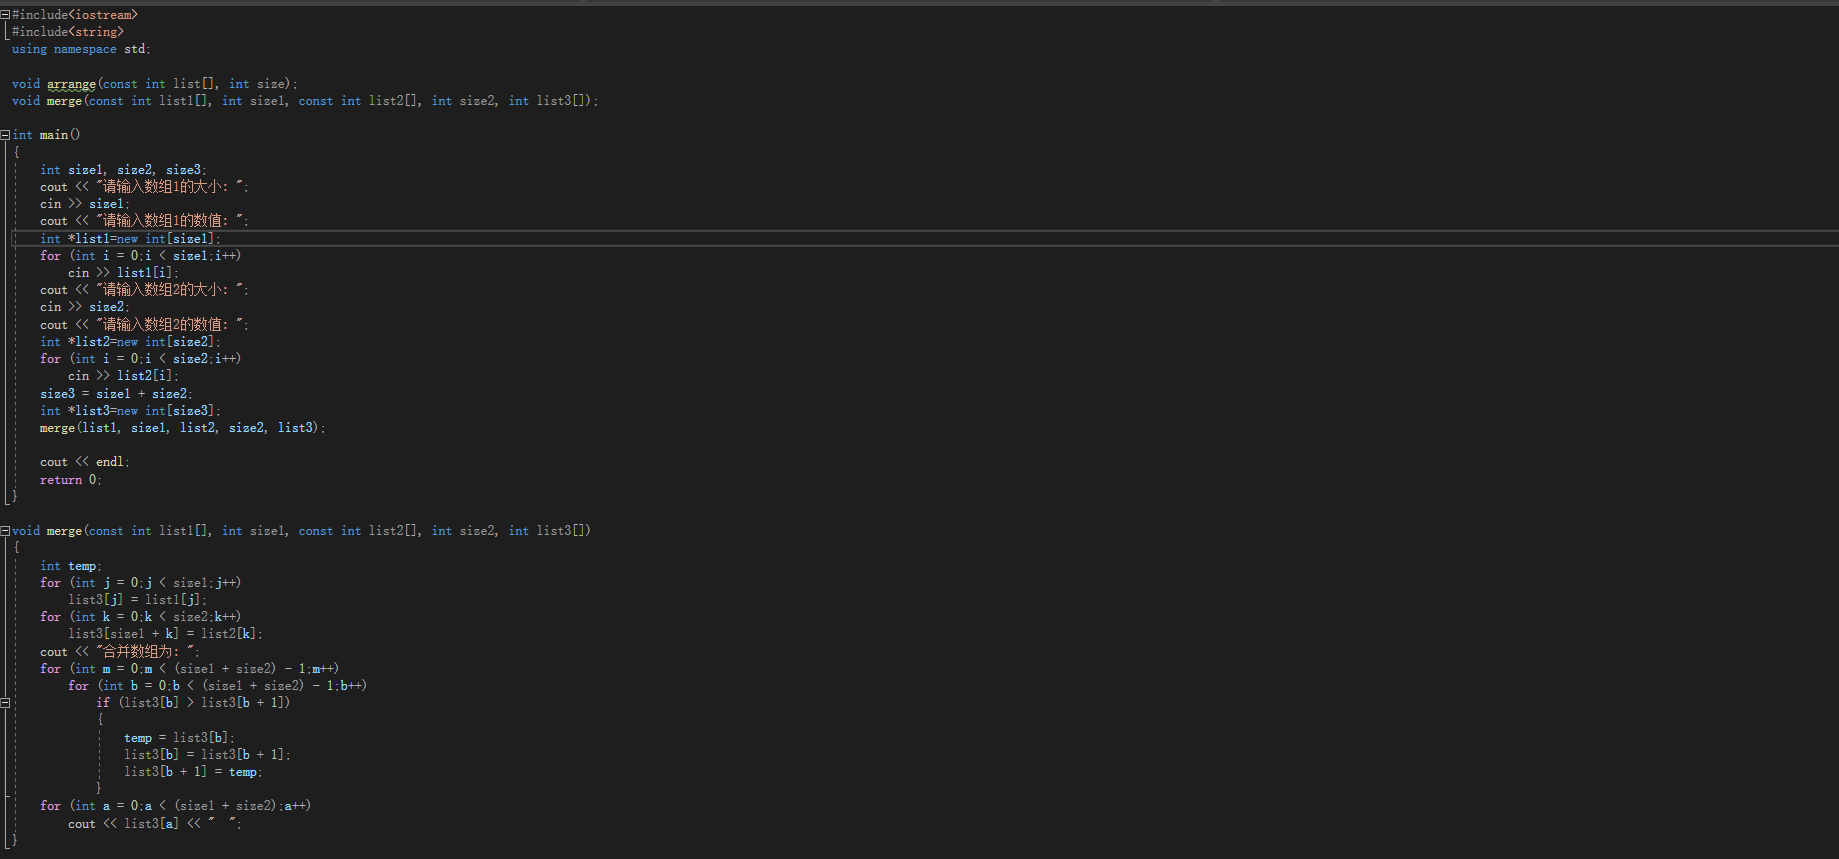 #include<iostream>
#include<string>
using namespace std;
void arrange(const int list[], int size);
void merge(const int list1[], int size1, const int list2[], int size2, int list3[]);
int main()
{
int size1, size2, size3;
cout << "请输入数组1的大小: ";
cin >> size1;
cout << "请输入数组1的数值: ";
int *list1=new int[size1];
for (int i = 0;i < size1;i++)
cin >> list1[i];
cout << "请输入数组2的大小: ";
cin >> size2;
cout << "请输入数组2的数值: ";
int *list2=new int[size2];
for (int i = 0;i < size2;i++)
cin >> list2[i];
size3 = size1 + size2;
int *list3=new int[size3];
merge(list1, size1, list2, size2, list3);
cout << endl;
return 0;
}
void merge(const int list1[], int size1, const int list2[], int size2, int list3[])
{
int temp;
for (int j = 0;j < size1;j++)
list3[j] = list1[j];
for (int k = 0;k < size2;k++)
list3[size1 + k] = list2[k];
cout << "合并数组为: ";
for (int m = 0;m < (size1 + size2) - 1;m++)
for (int b = 0;b < (size1 + size2) - 1;b++)
if (list3[b] > list3[b + 1])
{
temp = list3[b];
list3[b] = list3[b + 1];
list3[b + 1] = temp;
}
for (int a = 0;a < (size1 + size2);a++)
cout << list3[a] << "  ";
}